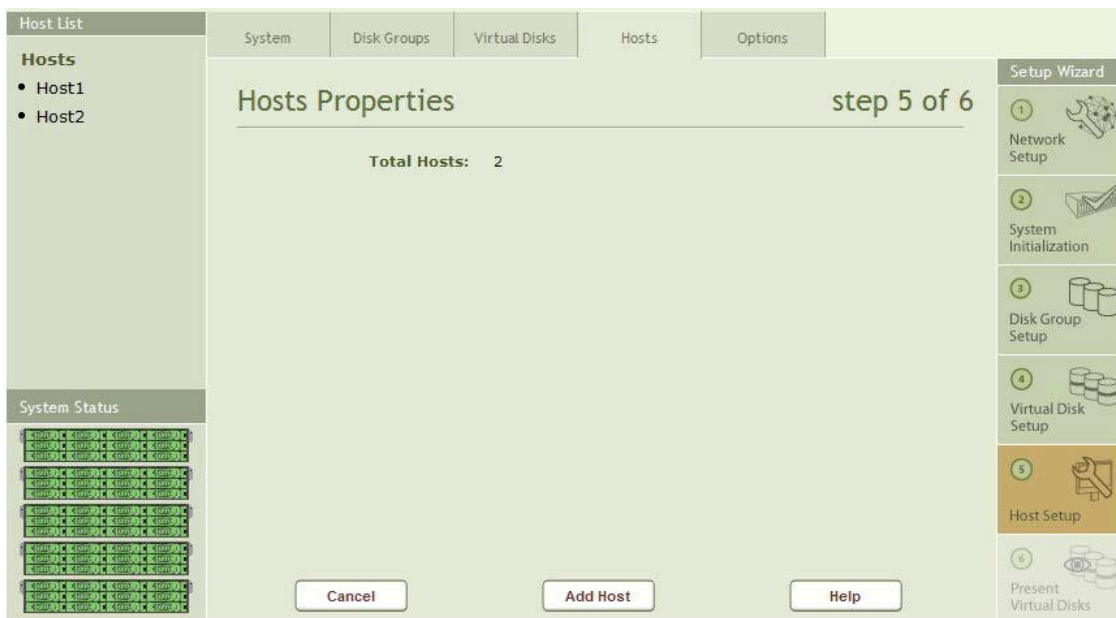 Host List
Hosts
• Host1
• Host2
System Status
System
Disk Groups
Virtual Disks
Hosts
Options
Hosts Properties
step 5 of 6
Total Hosts: 2
Cancel
Add Host
Help
Setup Wizard
1
Network
Setup
2
System
Initialization
3
Disk Group
Setup
4
Virtual Disk
Setup
5
Host Setup
6
Present
Virtual Disks